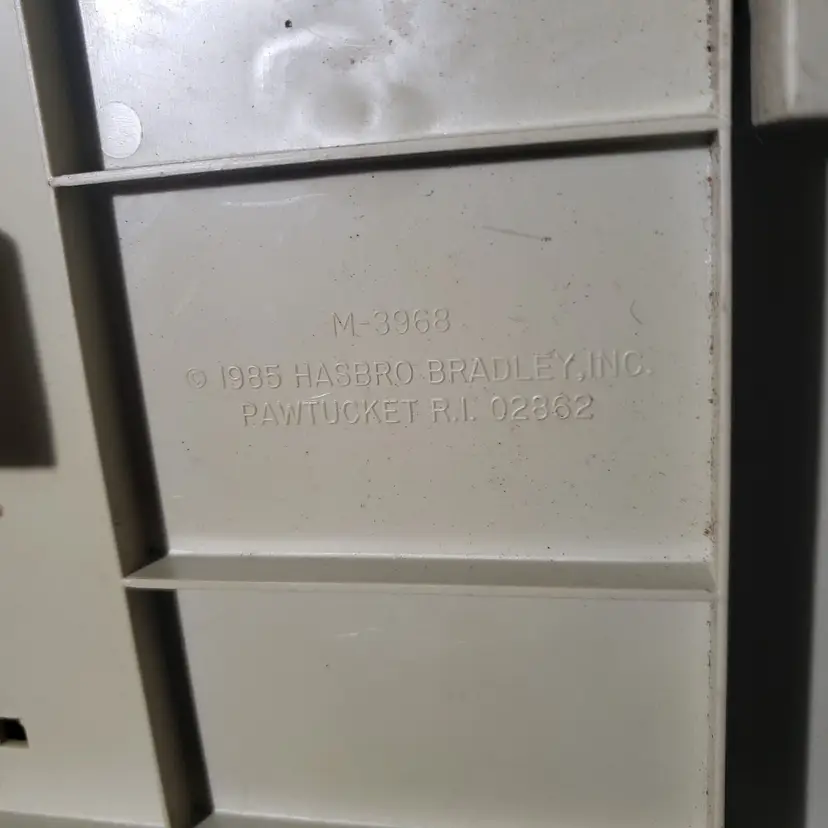 M-3968
© 1985 HASBRO BRADLEY, INC.
PAWTUCKET R.I. 02862